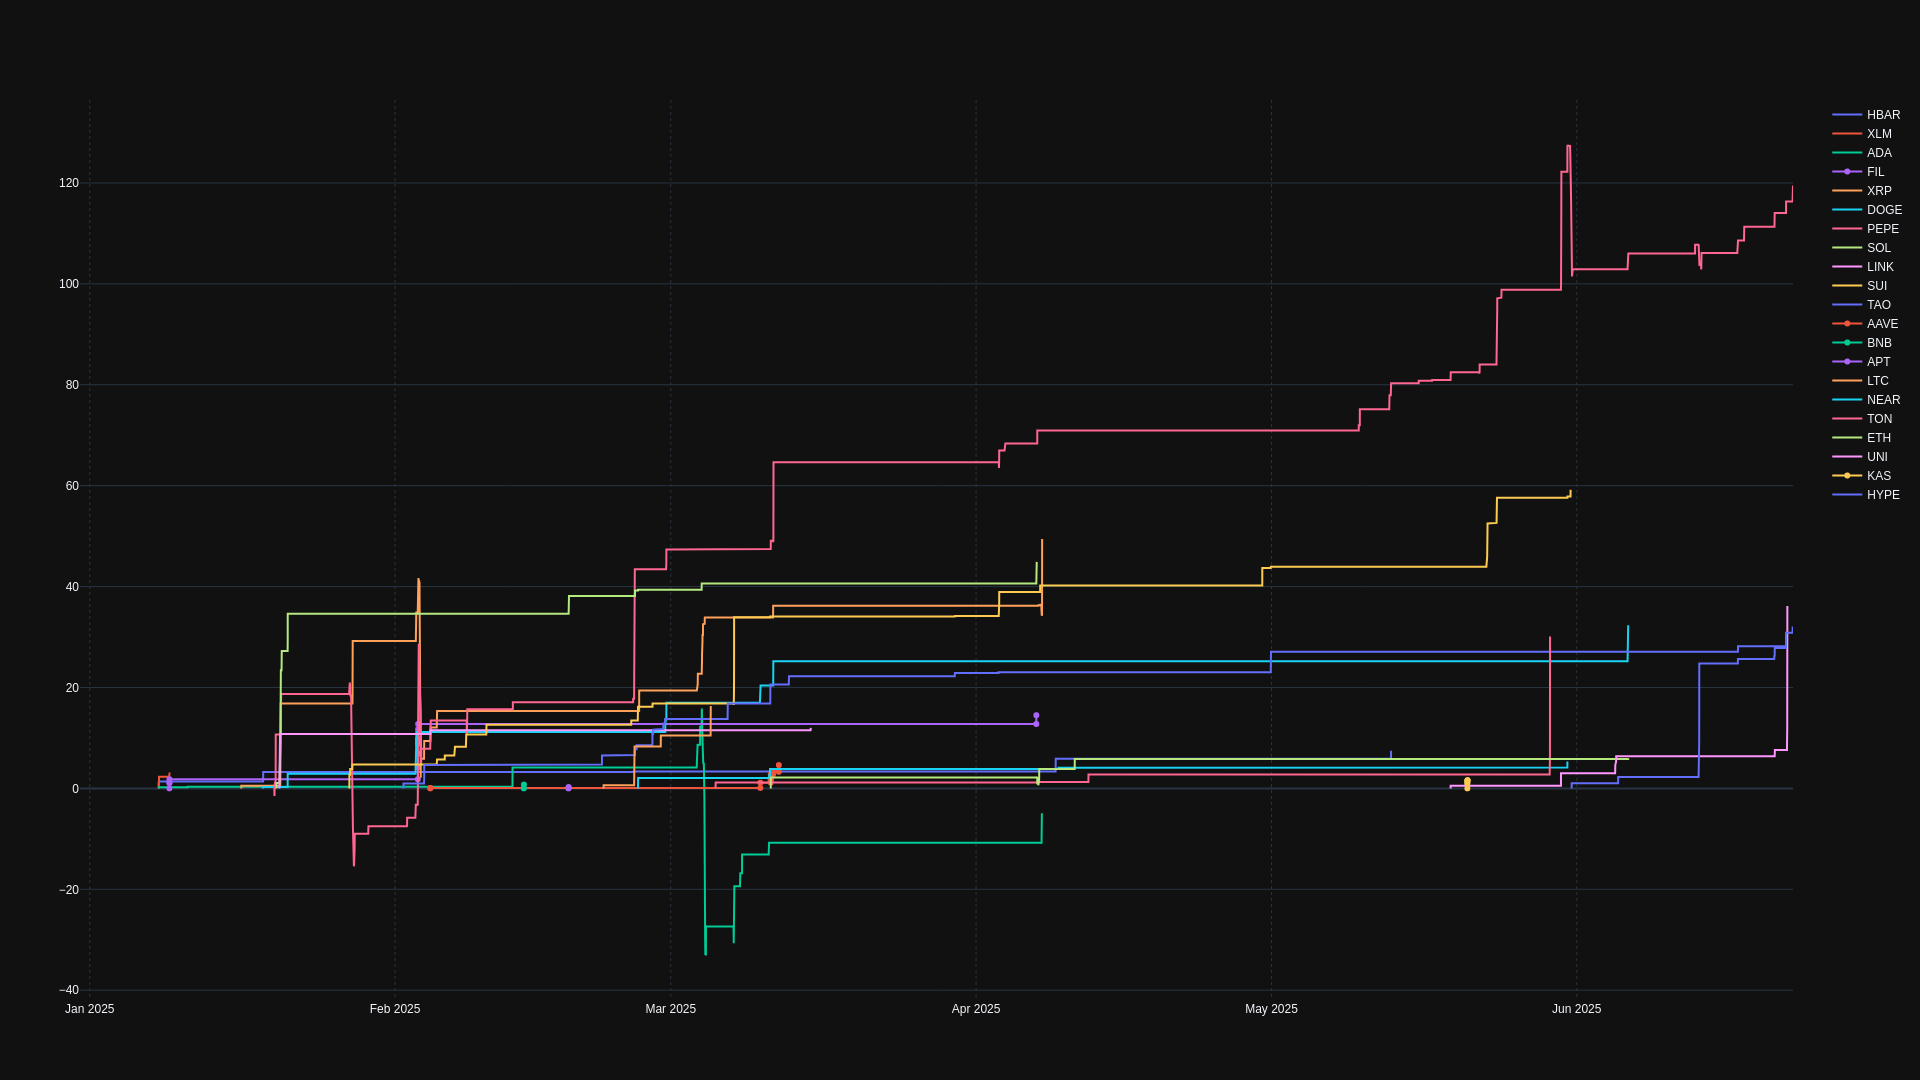 120
100
80
60
40
20
0
−20
−40
Jan 2025
Feb 2025
Mar 2025
Apr 2025
May 2025
Jun 2025
HBAR
XLM
ADA
FIL
XRP
DOGE
PEPE
SOL
LINK
SUI
TAO
AAVE
BNB
APT
LTC
NEAR
TON
ETH
UNI
KAS
HYPE